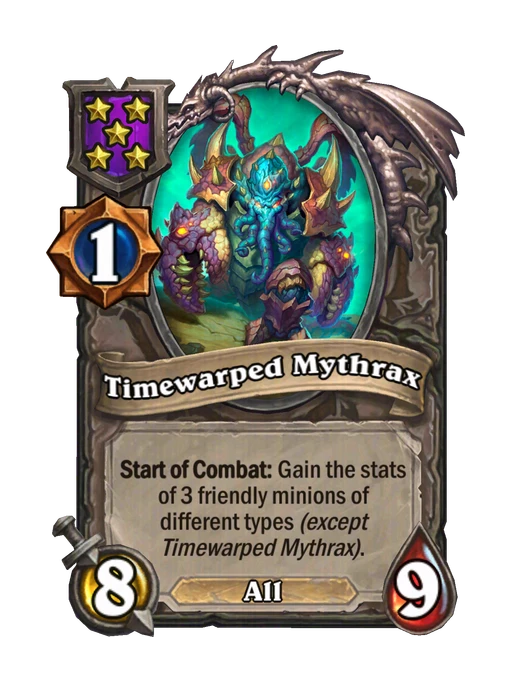 1
Timewarped Mythrax
Start of Combat: Gain the stats
of 3 friendly minions of
different types (except
Timewarped Mythrax).
8
All
9